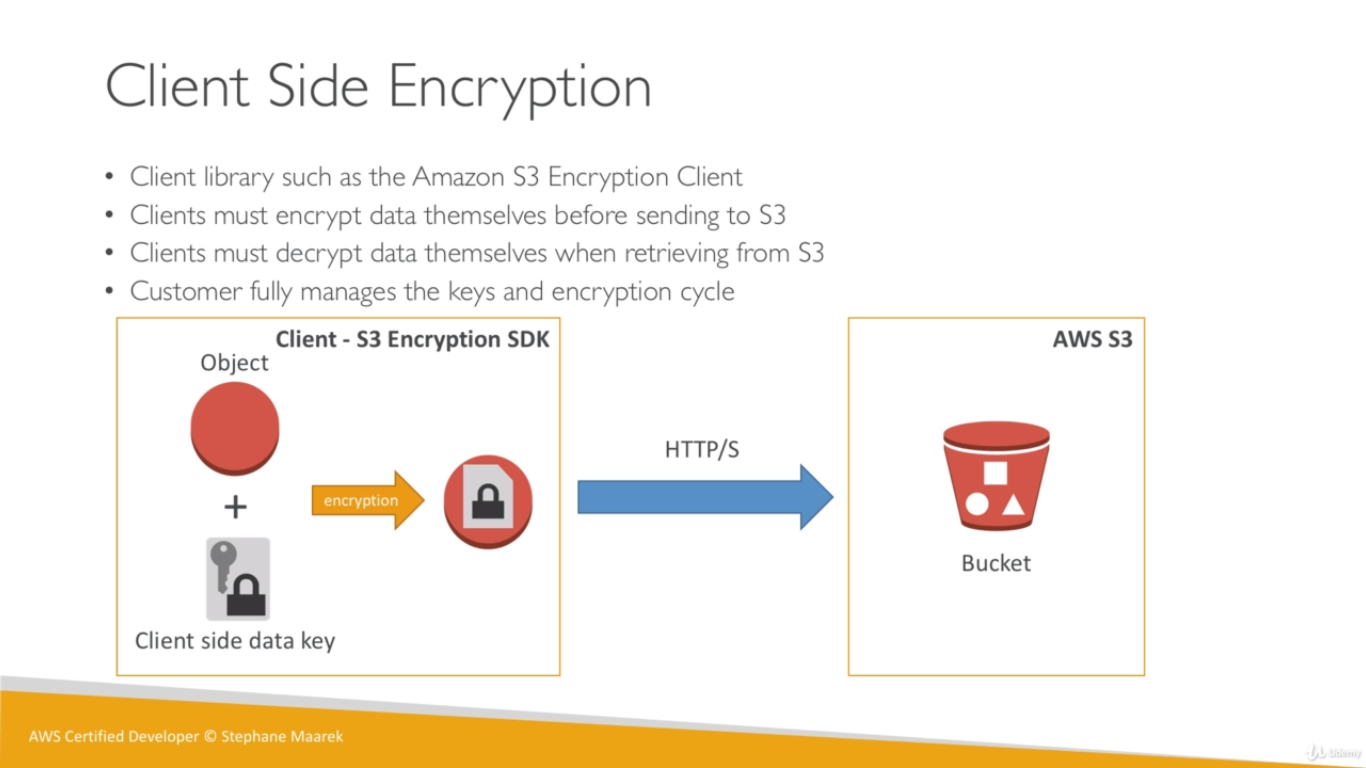 Client Side Encryption
• Client library such as the Amazon S3 Encryption Client
• Clients must encrypt data themselves before sending to S3
• Clients must decrypt data themselves when retrieving from S3
• Customer fully manages the keys and encryption cycle
Client - S3 Encryption SDK
Object
+
encryption
Client side data key
HTTP/S
AWS S3
Bucket
AWS Certified Developer © Stephane Maarek
Udemy